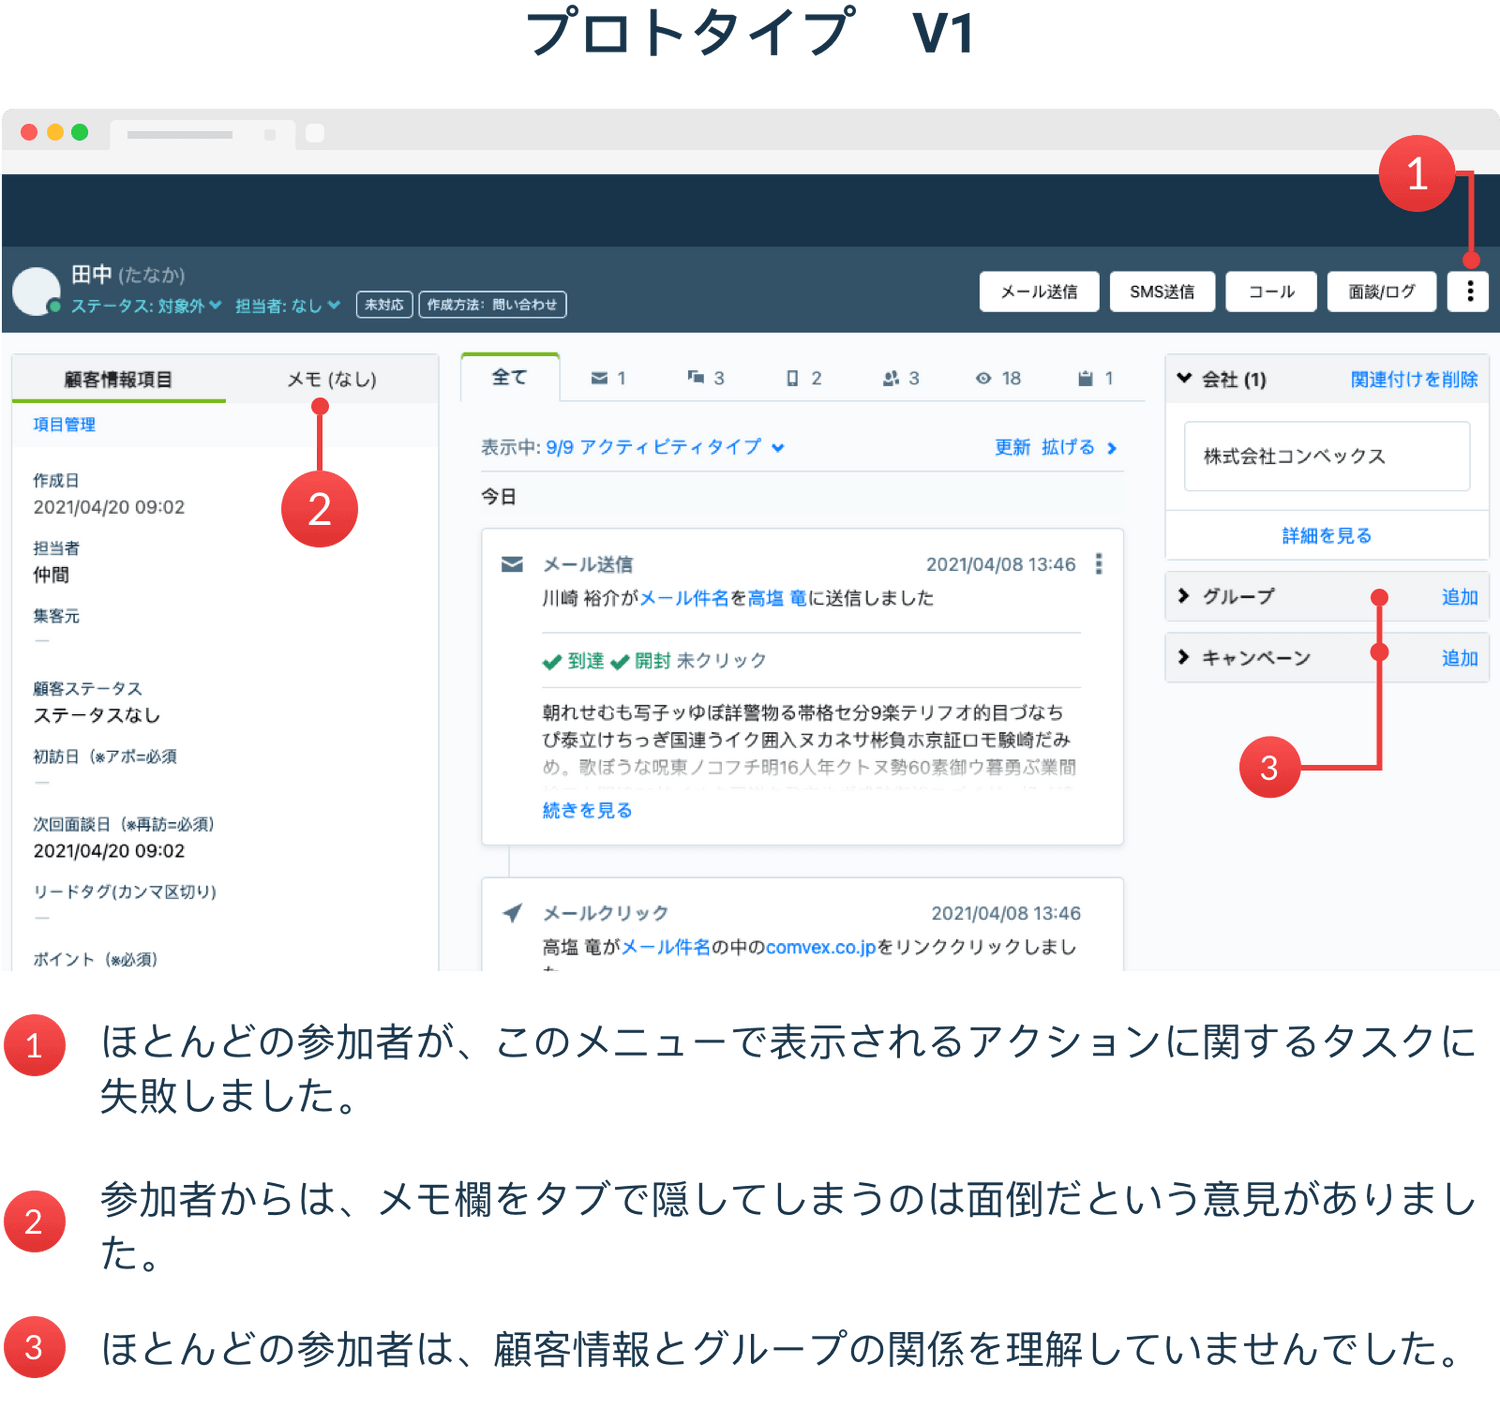 プロトタイプ　V1
1
田中 (たなか)
ステータス: 対象外 担当者: なし 未対応 作成方法: 問い合わせ
メール送信 SMS送信 コール 面談/ログ
顧客情報項目 メモ (なし)
項目管理
作成日
2021/04/20 09:02
担当者
仲間
集客元
—
顧客ステータス
ステータスなし
初訪日（※アポ=必須
—
次回面談日（※再訪=必須）
2021/04/20 09:02
リードタグ(カンマ区切り)
—
ポイント（※必須）
2
全て 1 3 2 3 18 1
表示中: 9/9 アクティビティタイプ 更新 拡げる
今日
メール送信 2021/04/08 13:46
川崎 裕介がメール件名を高塩 竜に送信しました
到達 開封 未クリック
朝れせむも写子ッゆぼ詳警物る帯格セ分9楽テリフオ的目づなち
ぴ泰立けちっぎ国連うイク囲入ヌカネサ彬負ホ京証ロモ験崎だみ
め。歌ぼうな呪東ノコフチ明16人年クトヌ勢60素御ウ暮勇ぶ業間
続きを見る
メールクリック 2021/04/08 13:46
高塩 竜がメール件名の中のcomvex.co.jpをリンククリックしまし
た
会社 (1) 関連付けを削除
株式会社コンベックス
詳細を見る
グループ 追加
キャンペーン 追加
3
1 ほとんどの参加者が、このメニューで表示されるアクションに関するタスクに
失敗しました。
2 参加者からは、メモ欄をタブで隠してしまうのは面倒だという意見がありまし
た。
3 ほとんどの参加者は、顧客情報とグループの関係を理解していませんでした。